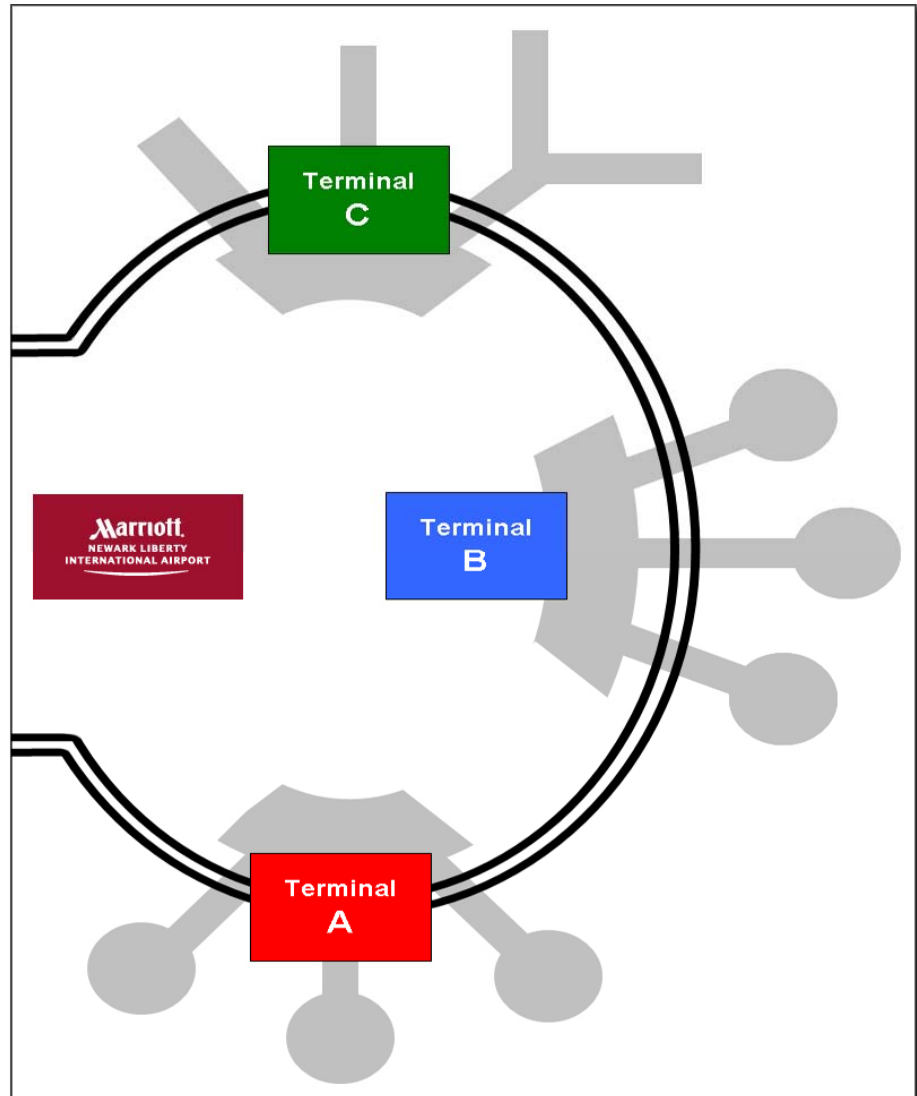 Terminal
C
Marriott
NEWARK LIBERTY
INTERNATIONAL AIRPORT
Terminal
B
Terminal
A